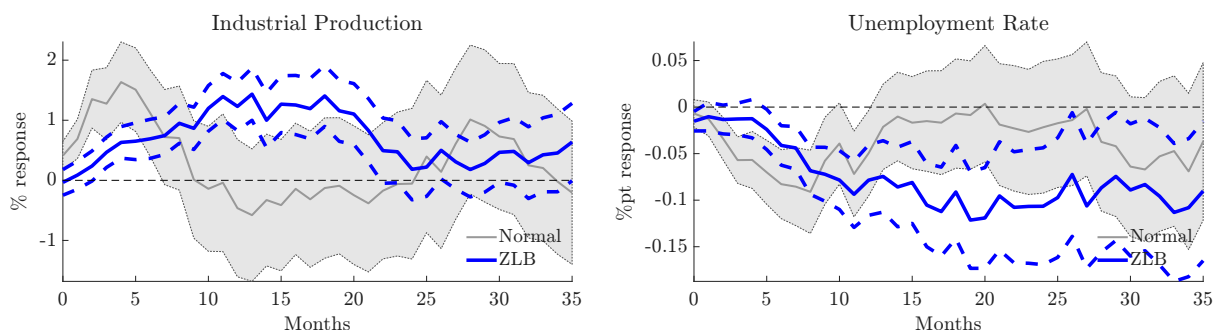 Industrial Production
% response
2
1
0
-1
0
5
10
15
20
25
30
35
Months
Normal
ZLB
Unemployment Rate
%pt response
0.05
0
-0.05
-0.1
-0.15
0
5
10
15
20
25
30
35
Months
Normal
ZLB